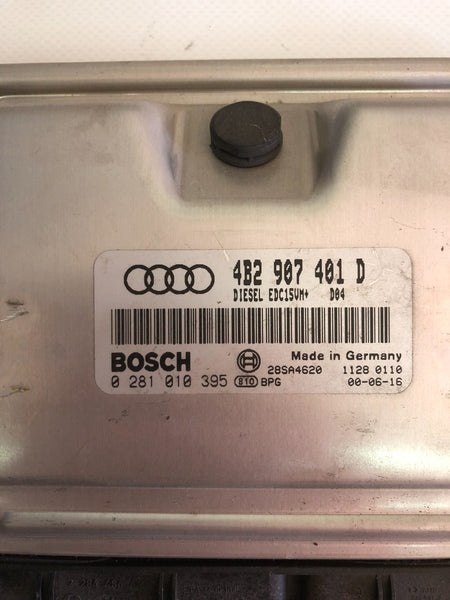 4B2 907 401 D
DIESEL EDC15VM+ D04
BOSCH
Made in Germany
28SA4620 1128 0110
0 281 010 395 810 BPG 00-06-16